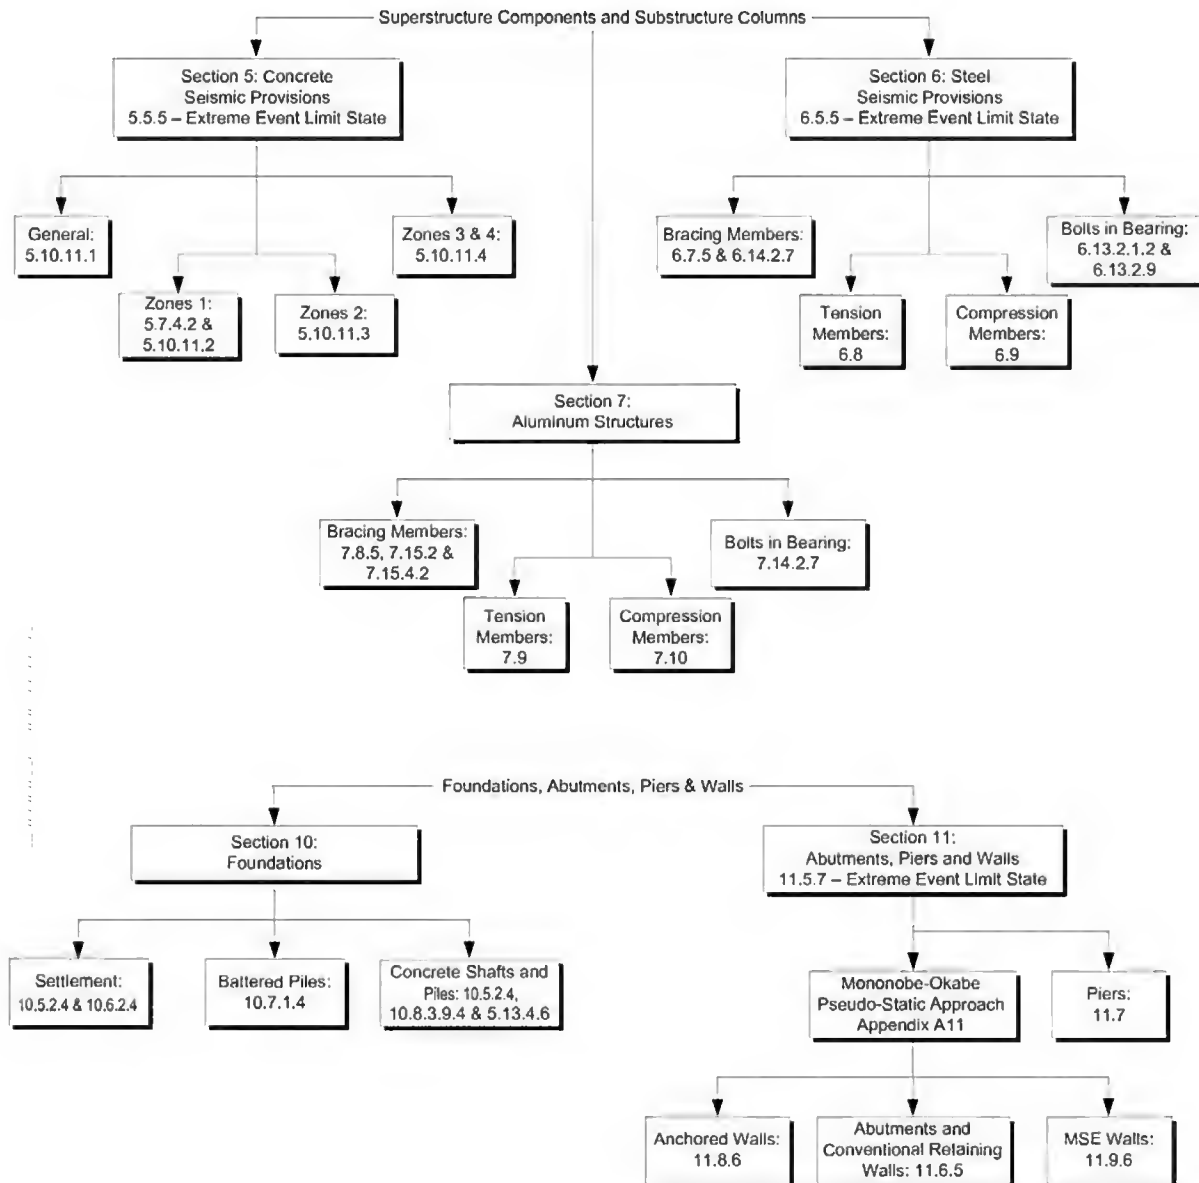 Superstructure Components and Substructure Columns
Section 5: Concrete
Seismic Provisions
5.5.5 – Extreme Event Limit State
Section 6: Steel
Seismic Provisions
6.5.5 – Extreme Event Limit State
General:
5.10.11.1
Zones 3 & 4:
5.10.11.4
Zones 1:
5.7.4.2 &
5.10.11.2
Zones 2:
5.10.11.3
Bracing Members:
6.7.5 & 6.14.2.7
Bolts in Bearing:
6.13.2.1.2 &
6.13.2.9
Tension
Members:
6.8
Compression
Members:
6.9
Section 7:
Aluminum Structures
Bracing Members:
7.8.5, 7.15.2 &
7.15.4.2
Bolts in Bearing:
7.14.2.7
Tension
Members:
7.9
Compression
Members:
7.10
Foundations, Abutments, Piers & Walls
Section 10:
Foundations
Section 11:
Abutments, Piers and Walls
11.5.7 – Extreme Event Limit State
Settlement:
10.5.2.4 & 10.6.2.4
Battered Piles:
10.7.1.4
Concrete Shafts and
Piles: 10.5.2.4,
10.8.3.9.4 & 5.13.4.6
Mononobe-Okabe
Pseudo-Static Approach
Appendix A11
Piers:
11.7
Anchored Walls:
11.8.6
Abutments and
Conventional Retaining
Walls: 11.6.5
MSE Walls:
11.9.6